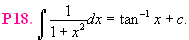 P18. ∫ 1/(1 + x²) dx = tan⁻¹ x + c.